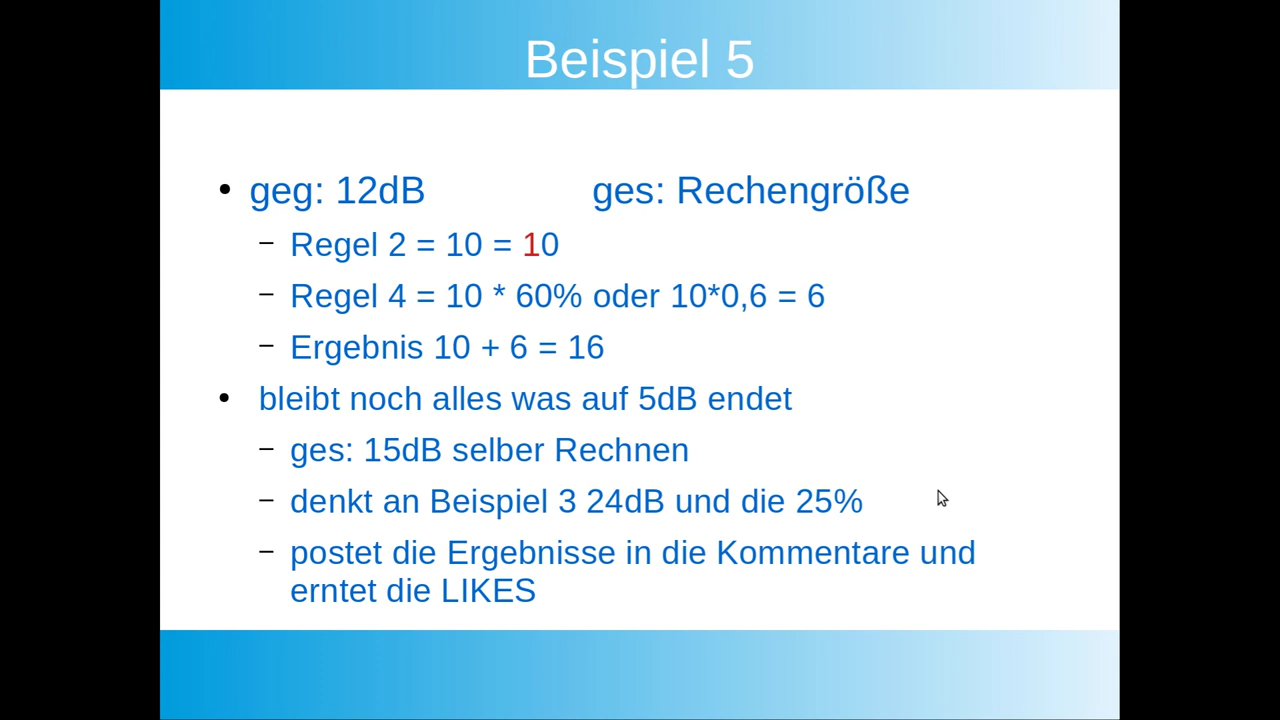 Beispiel 5
geg: 12dB ges: Rechengröße
Regel 2 = 10 = 10
Regel 4 = 10 * 60% oder 10*0,6 = 6
Ergebnis 10 + 6 = 16
bleibt noch alles was auf 5dB endet
ges: 15dB selber Rechnen
denkt an Beispiel 3 24dB und die 25%
postet die Ergebnisse in die Kommentare und
erntet die LIKES